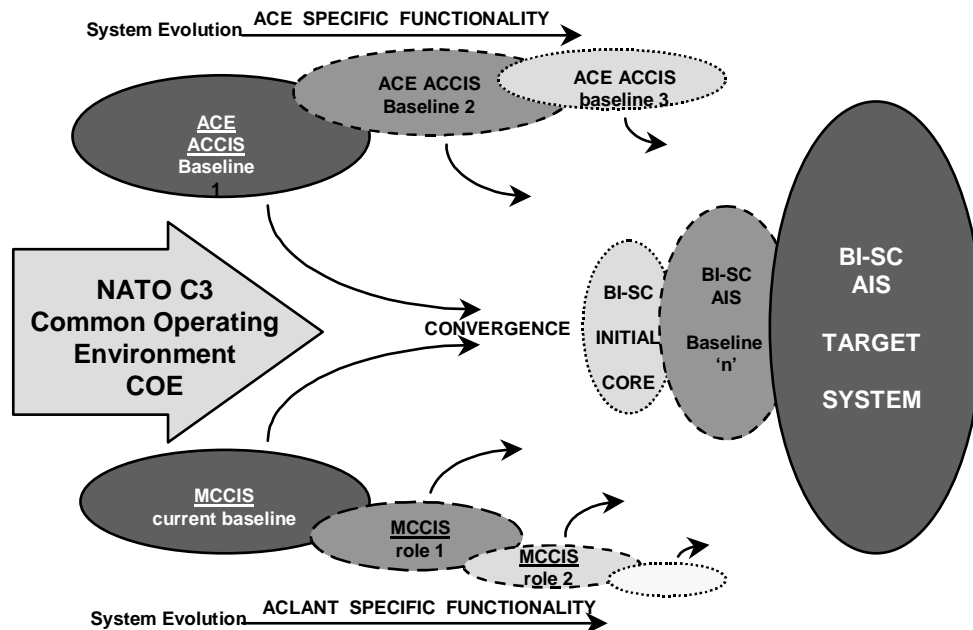 ACE SPECIFIC FUNCTIONALITY
System Evolution
ACE ACCIS
Baseline 2
ACE ACCIS
baseline 3
ACE
ACCIS
Baseline
1
NATO C3
Common Operating
Environment
COE
CONVERGENCE
BI-SC
INITIAL
CORE
BI-SC
AIS
Baseline
‘n’
BI-SC
AIS
TARGET
SYSTEM
MCCIS
current baseline
MCCIS
role 1
MCCIS
role 2
System Evolution
ACLANT SPECIFIC FUNCTIONALITY